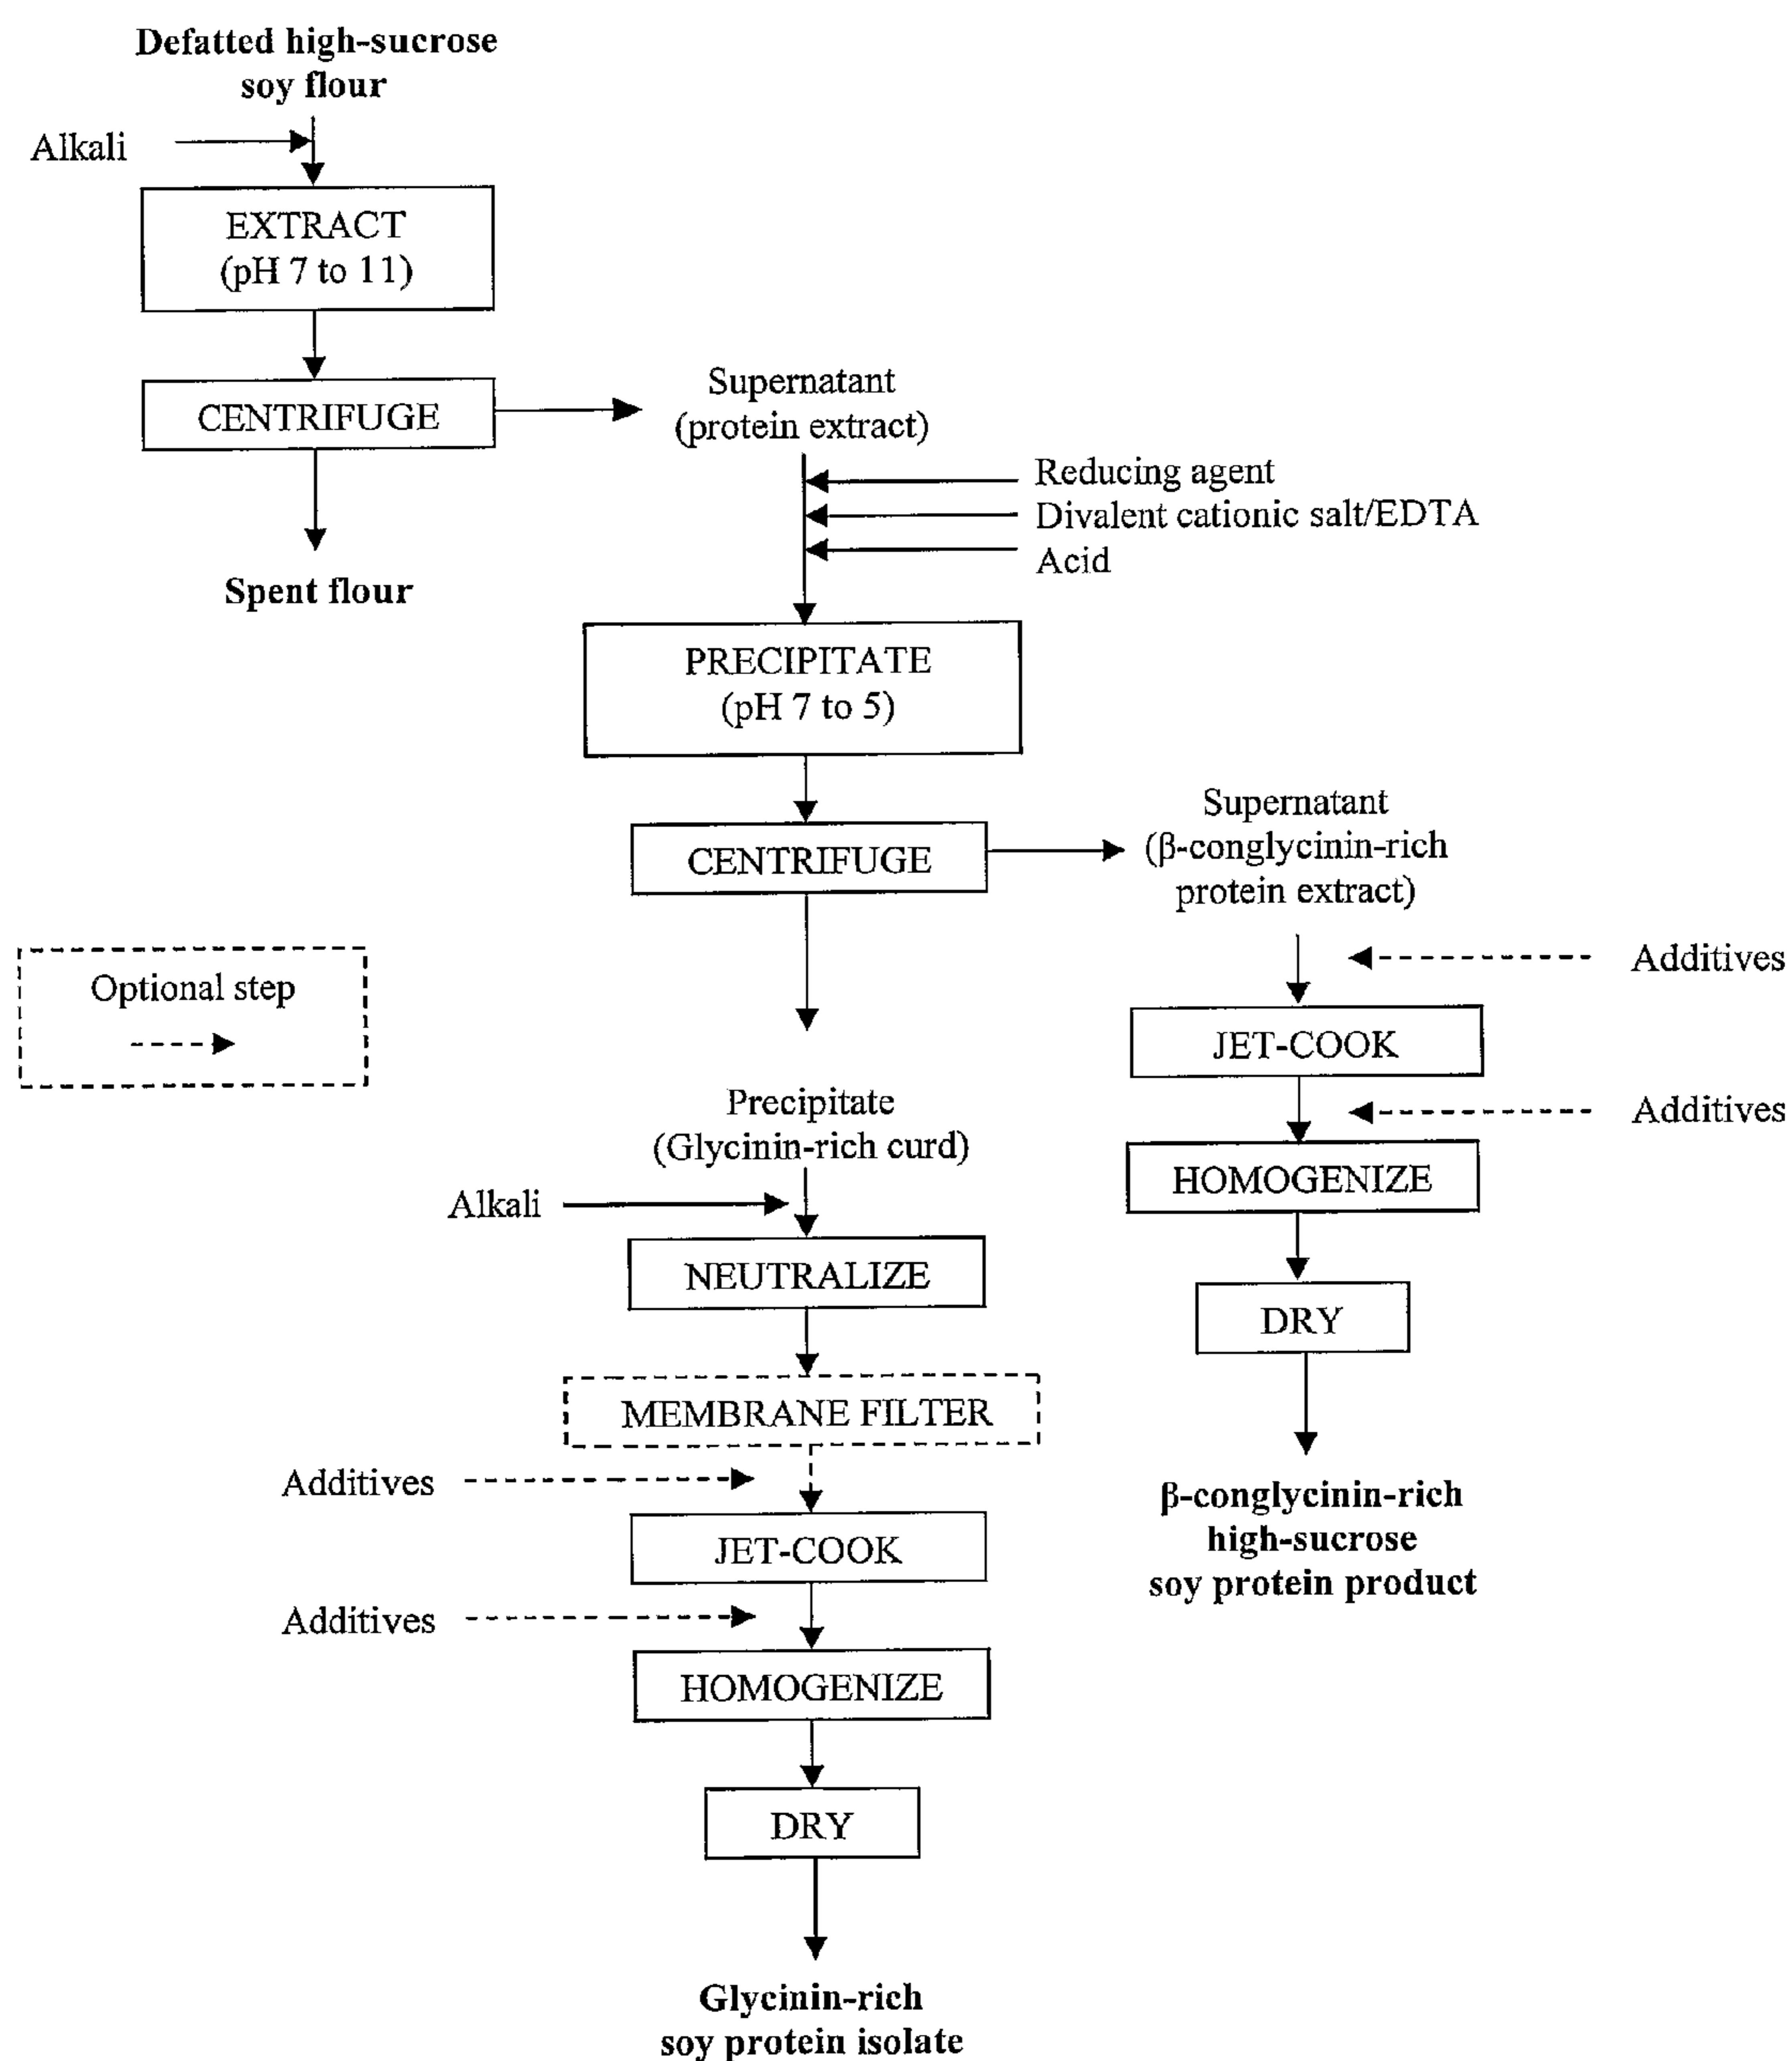 Defatted high-sucrose
soy flour
Alkali
EXTRACT
(pH 7 to 11)
CENTRIFUGE
Supernatant
(protein extract)
Reducing agent
Divalent cationic salt/EDTA
Acid
Spent flour
PRECIPITATE
(pH 7 to 5)
CENTRIFUGE
Supernatant
(β-conglycinin-rich
protein extract)
Additives
Optional step
JET-COOK
Additives
Precipitate
(Glycinin-rich curd)
HOMOGENIZE
Alkali
NEUTRALIZE
DRY
MEMBRANE FILTER
Additives
β-conglycinin-rich
high-sucrose
soy protein product
JET-COOK
Additives
HOMOGENIZE
DRY
Glycinin-rich
soy protein isolate